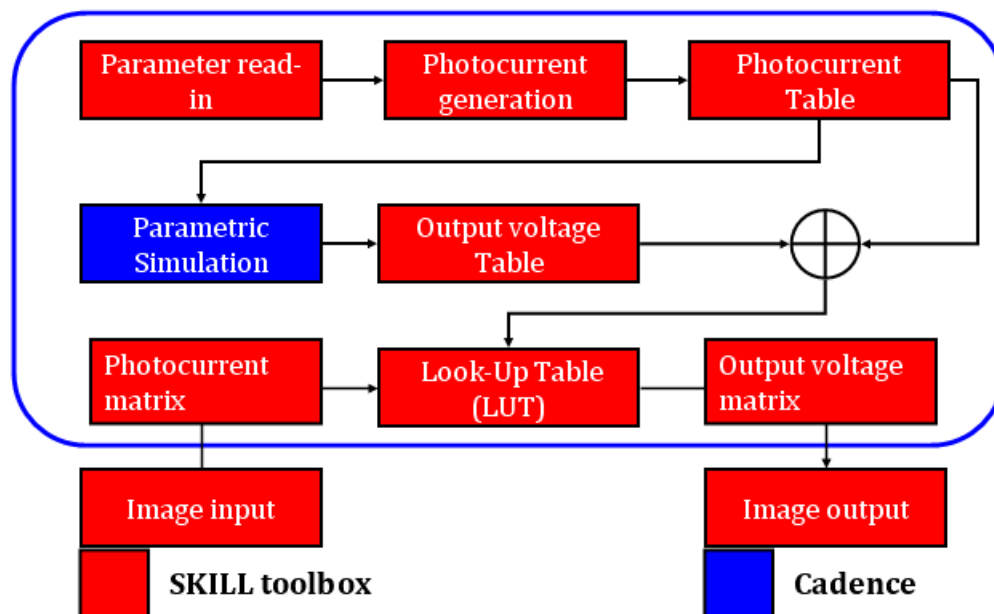 Parameter read-
in
Photocurrent
generation
Photocurrent
Table
Parametric
Simulation
Output voltage
Table
Photocurrent
matrix
Look-Up Table
(LUT)
Output voltage
matrix
Image input
Image output
SKILL toolbox
Cadence